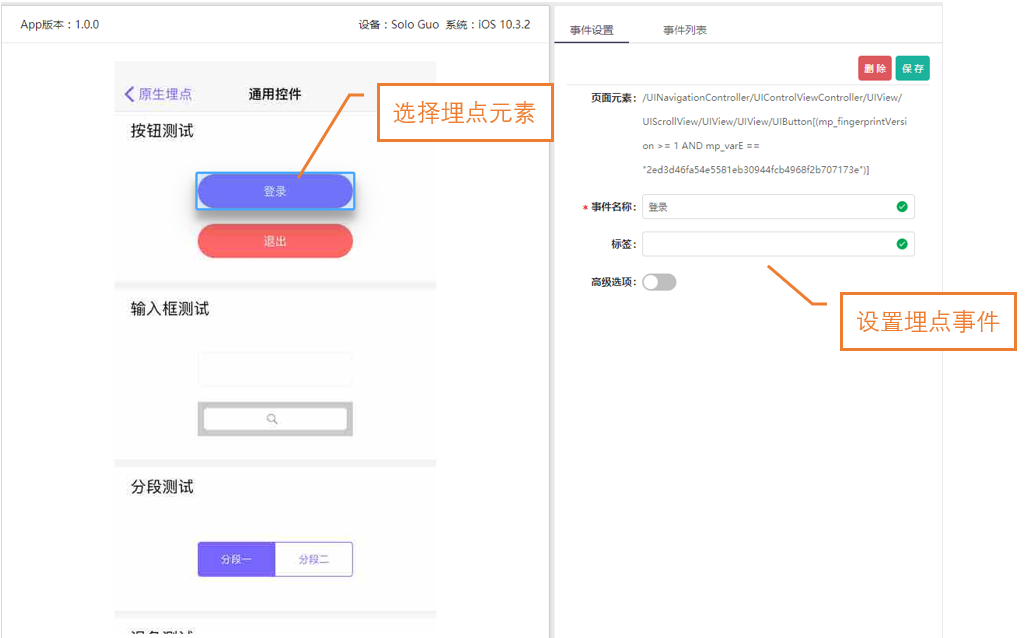 App版本：1.0.0
设备：Solo Guo 系统：iOS 10.3.2
原生埋点
通用控件
按钮测试
登录
退出
输入框测试
分段测试
分段一
分段二
选择埋点元素
事件设置
事件列表
删除
保存
页面元素：/UINavigationController/UIControlViewController/UIView/
UIScrollView/UIView/UIView/UIButton[(mp_fingerprintVersi
on >= 1 AND mp_varE ==
"2ed3d46fa54e5581eb30944fcb4968f2b707173e")]
* 事件名称：登录
标签：
高级选项：
设置埋点事件